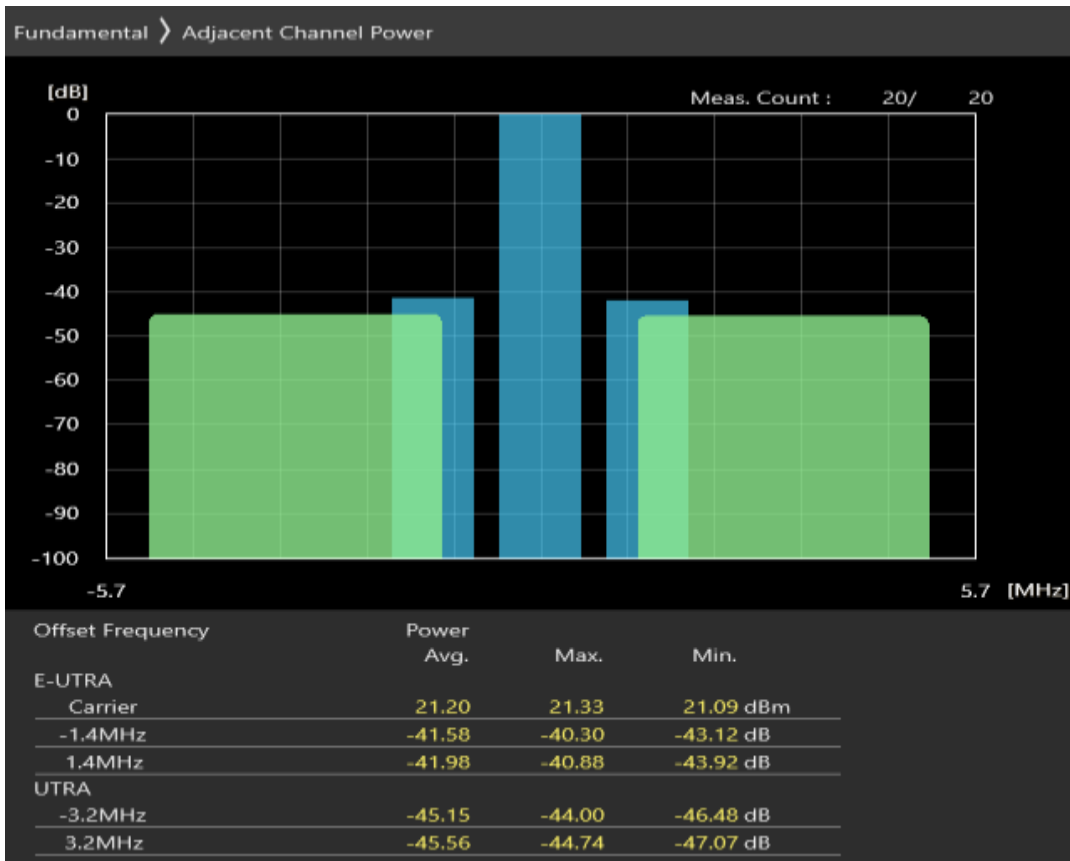 Fundamental 〉 Adjacent Channel Power
[dB]
Meas. Count : 20/ 20
0
-10
-20
-30
-40
-50
-60
-70
-80
-90
-100
-5.7 5.7 [MHz]
Offset Frequency Power
Avg. Max. Min.
E-UTRA
Carrier 21.20 21.33 21.09 dBm
-1.4MHz -41.58 -40.30 -43.12 dB
1.4MHz -41.98 -40.88 -43.92 dB
UTRA
-3.2MHz -45.15 -44.00 -46.48 dB
3.2MHz -45.56 -44.74 -47.07 dB